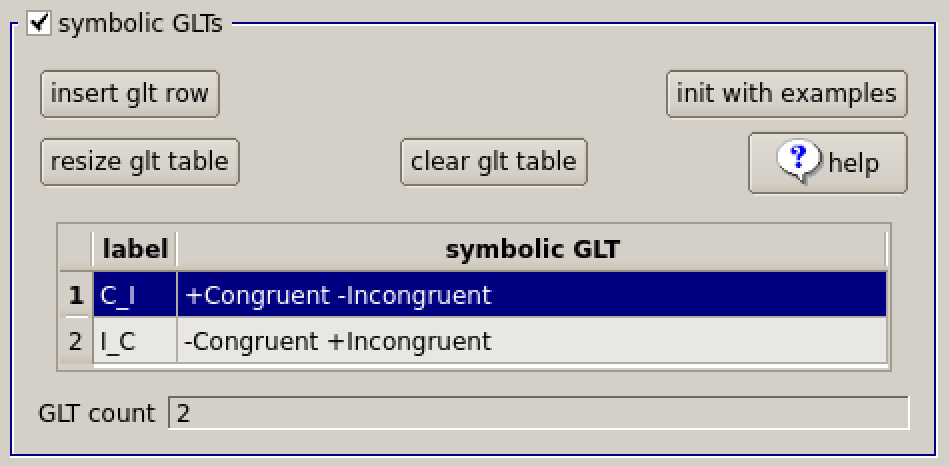 symbolic GLTs
insert glt row init with examples
resize glt table clear glt table ? help
label symbolic GLT
1 C_I +Congruent -Incongruent
2 I_C -Congruent +Incongruent
GLT count 2